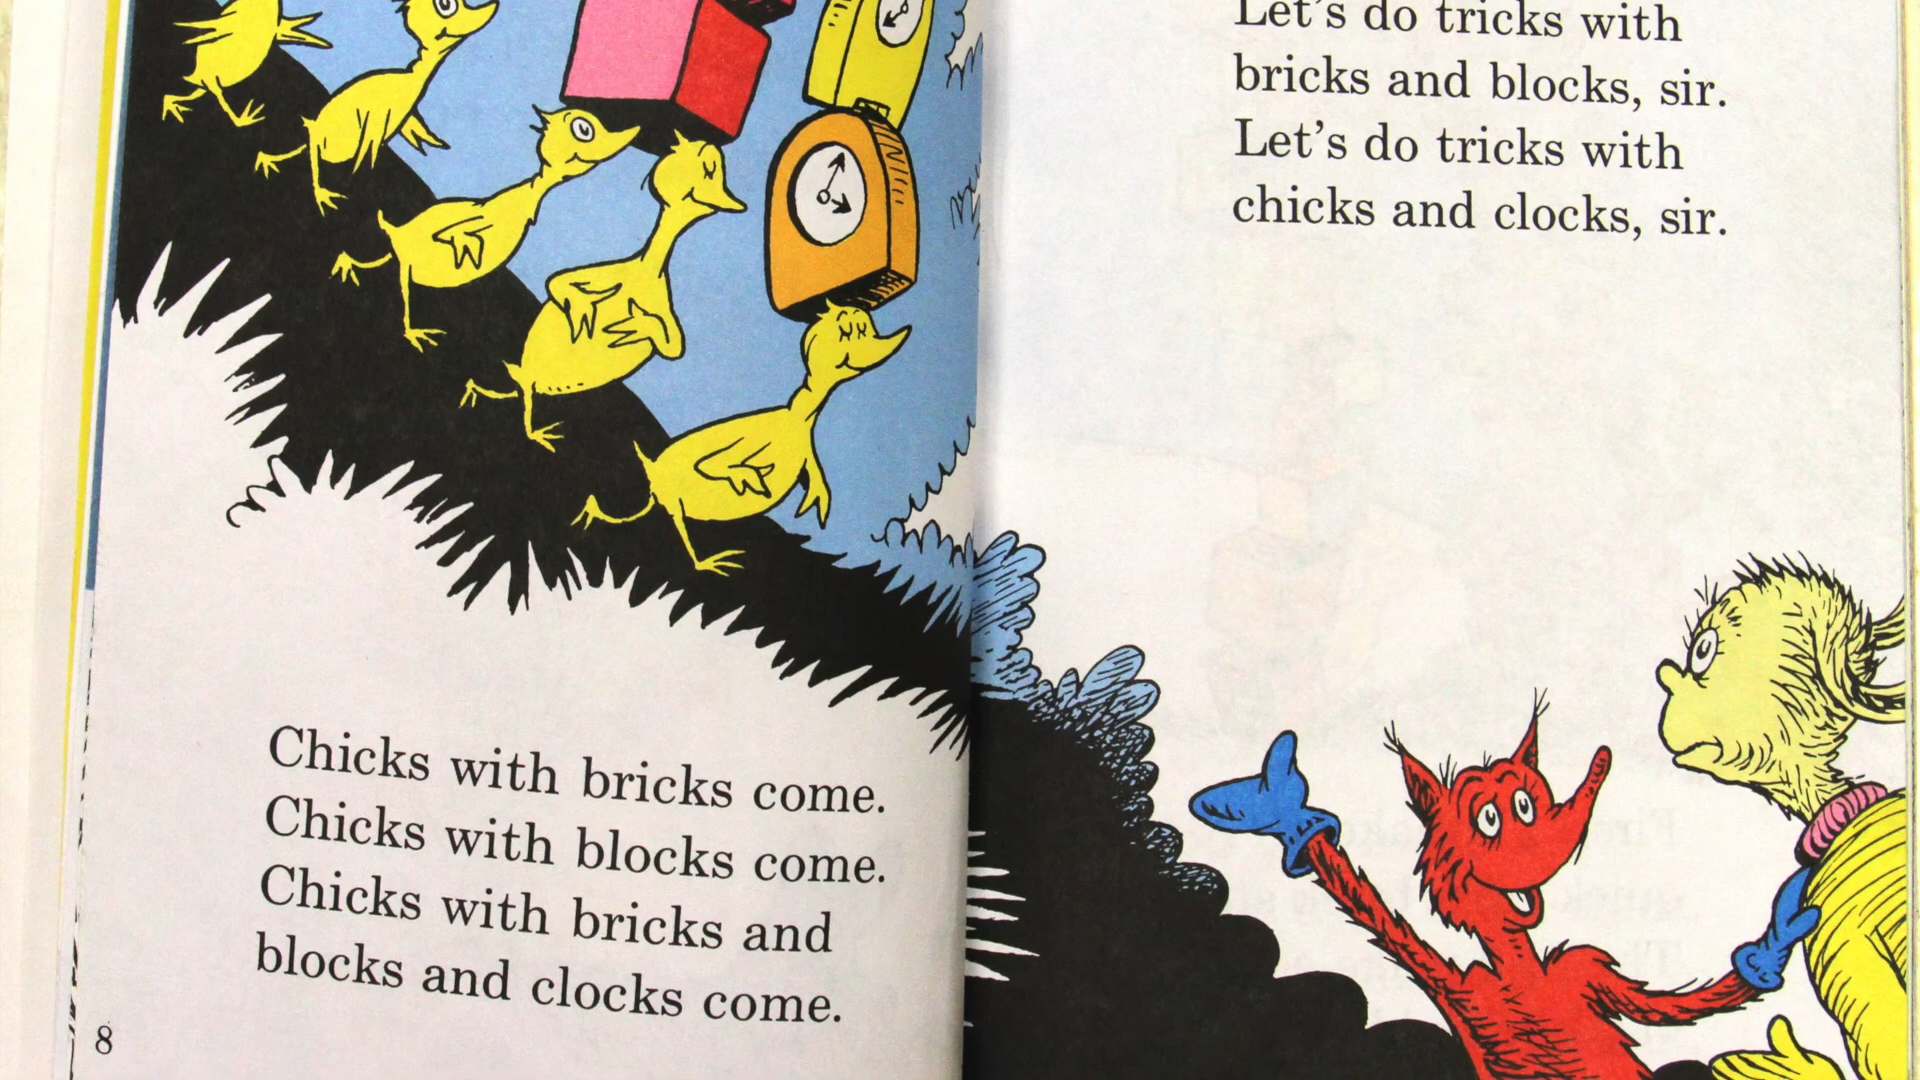 Chicks with bricks come.
Chicks with blocks come.
Chicks with bricks and
blocks and clocks come.
8
Let's do tricks with
bricks and blocks, sir.
Let's do tricks with
chicks and clocks, sir.